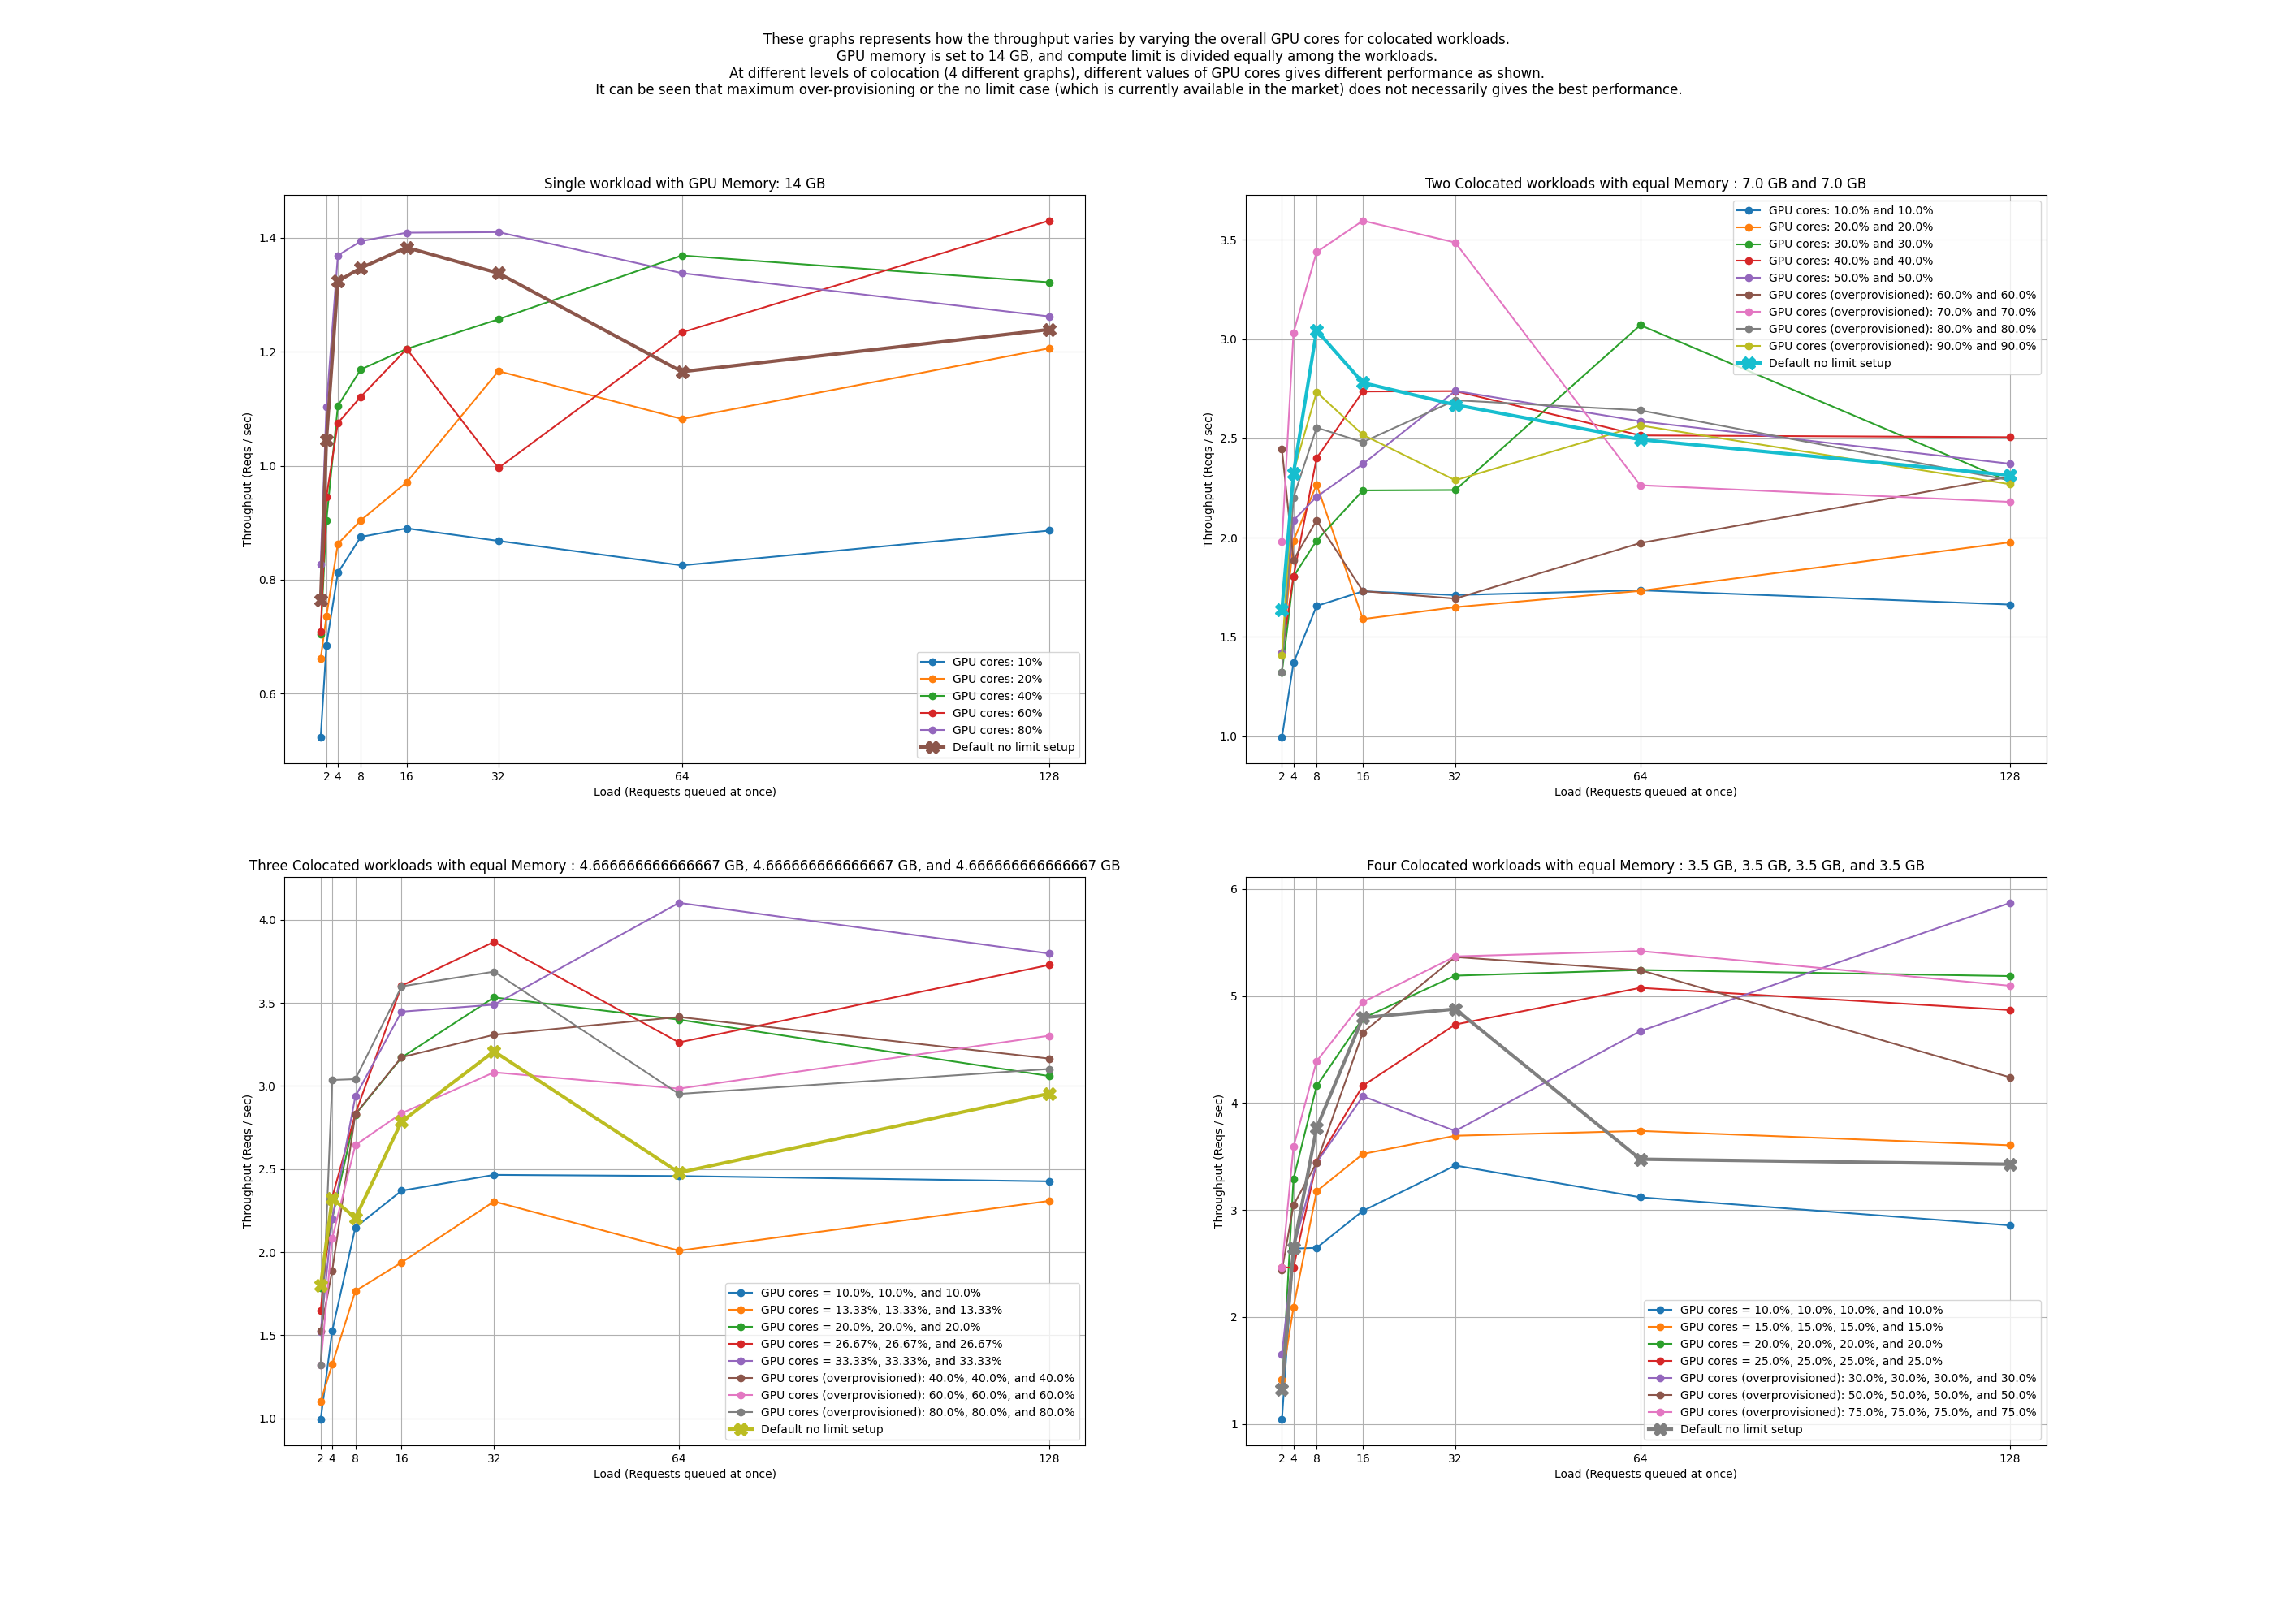 These graphs represents how the throughput varies by varying the overall GPU cores for colocated workloads.
GPU memory is set to 14 GB, and compute limit is divided equally among the workloads.
At different levels of colocation (4 different graphs), different values of GPU cores gives different performance as shown.
It can be seen that maximum over-provisioning or the no limit case (which is currently available in the market) does not necessarily gives the best performance.
Single workload with GPU Memory: 14 GB
Throughput (Reqs / sec)
1.4
1.2
1.0
0.8
0.6
GPU cores: 10%
GPU cores: 20%
GPU cores: 40%
GPU cores: 60%
GPU cores: 80%
Default no limit setup
2 4 8 16 32 64 128
Load (Requests queued at once)
Two Colocated workloads with equal Memory : 7.0 GB and 7.0 GB
Throughput (Reqs / sec)
3.5
3.0
2.5
2.0
1.5
1.0
GPU cores: 10.0% and 10.0%
GPU cores: 20.0% and 20.0%
GPU cores: 30.0% and 30.0%
GPU cores: 40.0% and 40.0%
GPU cores: 50.0% and 50.0%
GPU cores (overprovisioned): 60.0% and 60.0%
GPU cores (overprovisioned): 70.0% and 70.0%
GPU cores (overprovisioned): 80.0% and 80.0%
GPU cores (overprovisioned): 90.0% and 90.0%
Default no limit setup
2 4 8 16 32 64 128
Load (Requests queued at once)
Three Colocated workloads with equal Memory : 4.666666666666667 GB, 4.666666666666667 GB, and 4.666666666666667 GB
Throughput (Reqs / sec)
4.0
3.5
3.0
2.5
2.0
1.5
1.0
GPU cores = 10.0%, 10.0%, and 10.0%
GPU cores = 13.33%, 13.33%, and 13.33%
GPU cores = 20.0%, 20.0%, and 20.0%
GPU cores = 26.67%, 26.67%, and 26.67%
GPU cores = 33.33%, 33.33%, and 33.33%
GPU cores (overprovisioned): 40.0%, 40.0%, and 40.0%
GPU cores (overprovisioned): 60.0%, 60.0%, and 60.0%
GPU cores (overprovisioned): 80.0%, 80.0%, and 80.0%
Default no limit setup
2 4 8 16 32 64 128
Load (Requests queued at once)
Four Colocated workloads with equal Memory : 3.5 GB, 3.5 GB, 3.5 GB, and 3.5 GB
Throughput (Reqs / sec)
6
5
4
3
2
1
GPU cores = 10.0%, 10.0%, 10.0%, and 10.0%
GPU cores = 15.0%, 15.0%, 15.0%, and 15.0%
GPU cores = 20.0%, 20.0%, 20.0%, and 20.0%
GPU cores = 25.0%, 25.0%, 25.0%, and 25.0%
GPU cores (overprovisioned): 30.0%, 30.0%, 30.0%, and 30.0%
GPU cores (overprovisioned): 50.0%, 50.0%, 50.0%, and 50.0%
GPU cores (overprovisioned): 75.0%, 75.0%, 75.0%, and 75.0%
Default no limit setup
2 4 8 16 32 64 128
Load (Requests queued at once)